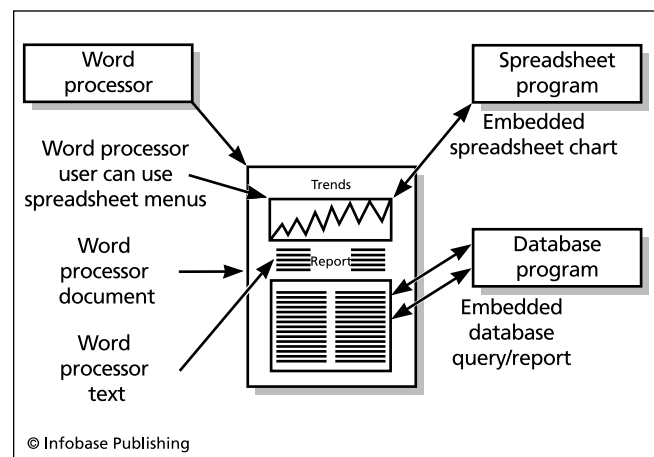 Word
processor
Spreadsheet
program
Embedded
spreadsheet chart
Word processor
user can use
spreadsheet menus
Trends
Report
Word
processor
document
Database
program
Embedded
database
query/report
Word
processor
text
© Infobase Publishing